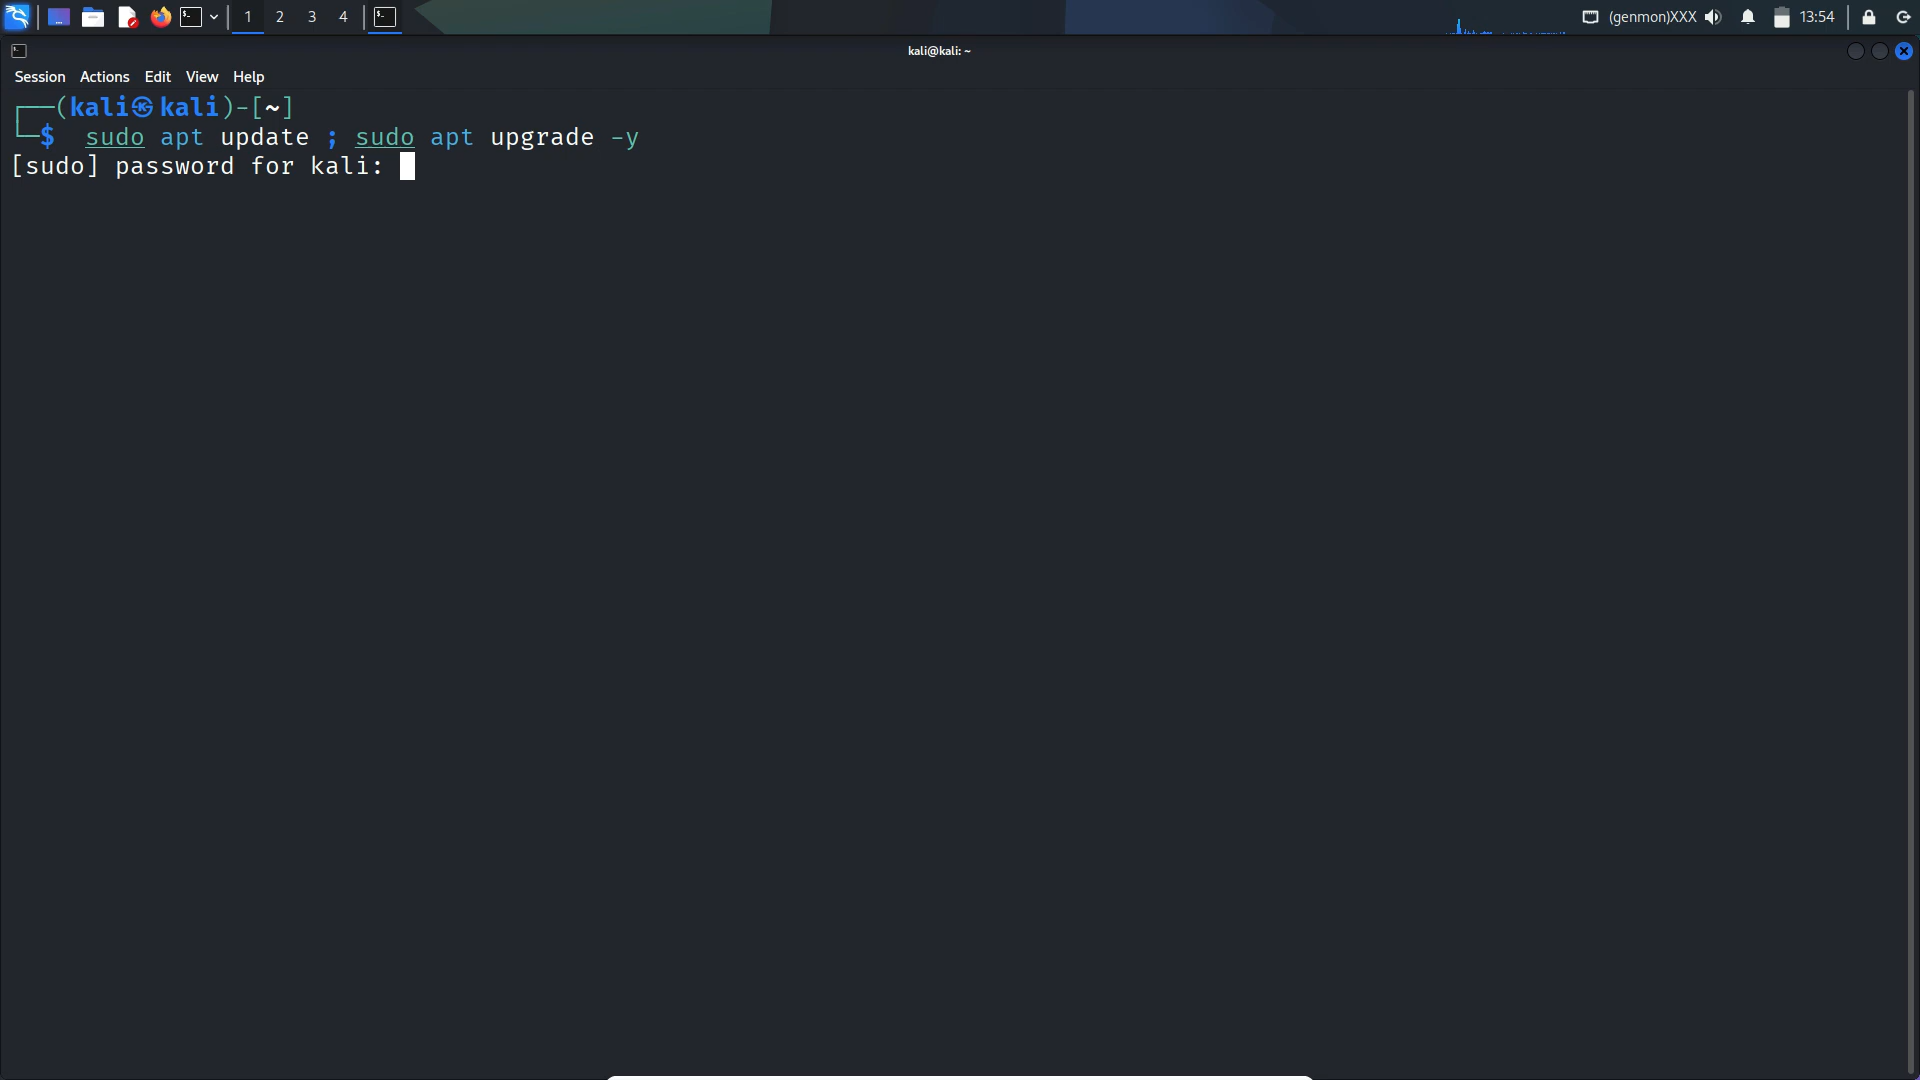 1 2 3 4 (genmon)XXX 13:54
kali@kali: ~
Session Actions Edit View Help
┌──(kali㉿kali)-[~]
└─$ sudo apt update ; sudo apt upgrade -y
[sudo] password for kali: